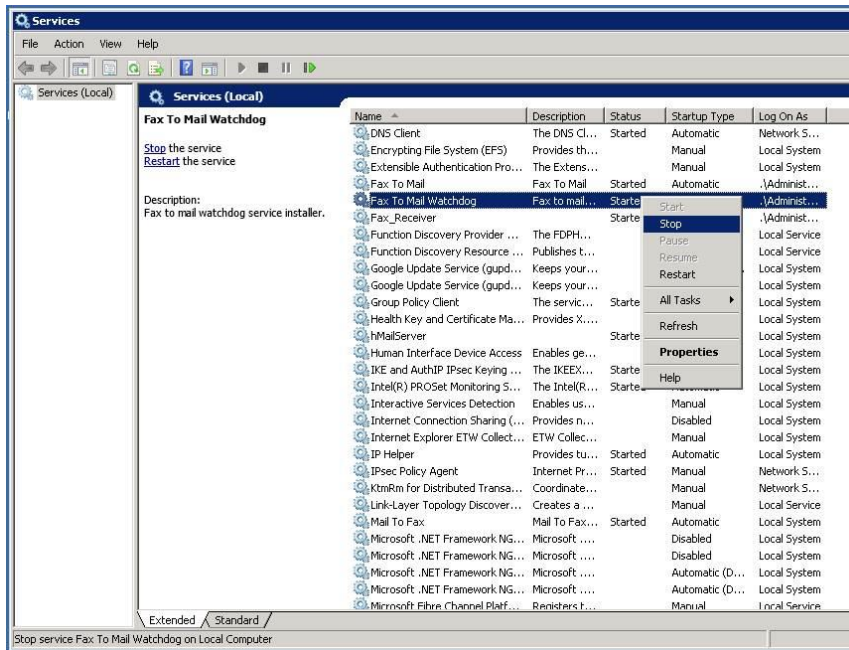 Services
File Action View Help
Services (Local)
Services (Local)
Fax To Mail Watchdog
Stop the service
Restart the service
Description:
Fax to mail watchdog service installer.
Name Description Status Startup Type Log On As
DNS Client The DNS Cl... Started Automatic Network S...
Encrypting File System (EFS) Provides th... Manual Local System
Extensible Authentication Pro... The Extens... Manual Local System
Fax To Mail Fax To Mail Started Automatic .\Administ...
Fax To Mail Watchdog Fax to mail... Starte .\Administ...
Fax_Receiver Starte .\Administ...
Function Discovery Provider ... The FDPH... Local Service
Function Discovery Resource ... Publishes t... Local Service
Google Update Service (gupd... Keeps your... Local System
Google Update Service (gupd... Keeps your... Local System
Group Policy Client The servic... Starte Local System
Health Key and Certificate Ma... Provides X.... Local System
hMailServer Starte Local System
Human Interface Device Access Enables ge... Local System
IKE and AuthIP IPsec Keying ... The IKEEX... Starte Local System
Intel(R) PROSet Monitoring S... The Intel(R... Started Local System
Interactive Services Detection Enables us... Manual Local System
Internet Connection Sharing (... Provides n... Disabled Local System
Internet Explorer ETW Collect... ETW Collec... Manual Local System
IP Helper Provides tu... Started Automatic Local System
IPsec Policy Agent Internet Pr... Started Manual Network S...
KtmRm for Distributed Transa... Coordinate... Manual Network S...
Link-Layer Topology Discover... Creates a ... Manual Local Service
Mail To Fax Mail To Fax... Started Automatic Local System
Microsoft .NET Framework NG... Microsoft .... Disabled Local System
Microsoft .NET Framework NG... Microsoft .... Disabled Local System
Microsoft .NET Framework NG... Microsoft .... Automatic (D... Local System
Microsoft .NET Framework NG... Microsoft .... Automatic (D... Local System
Microsoft Fibre Channel Platf... Registers t... Manual Local Service
Start
Stop
Pause
Resume
Restart
All Tasks
Refresh
Properties
Help
Extended Standard
Stop service Fax To Mail Watchdog on Local Computer